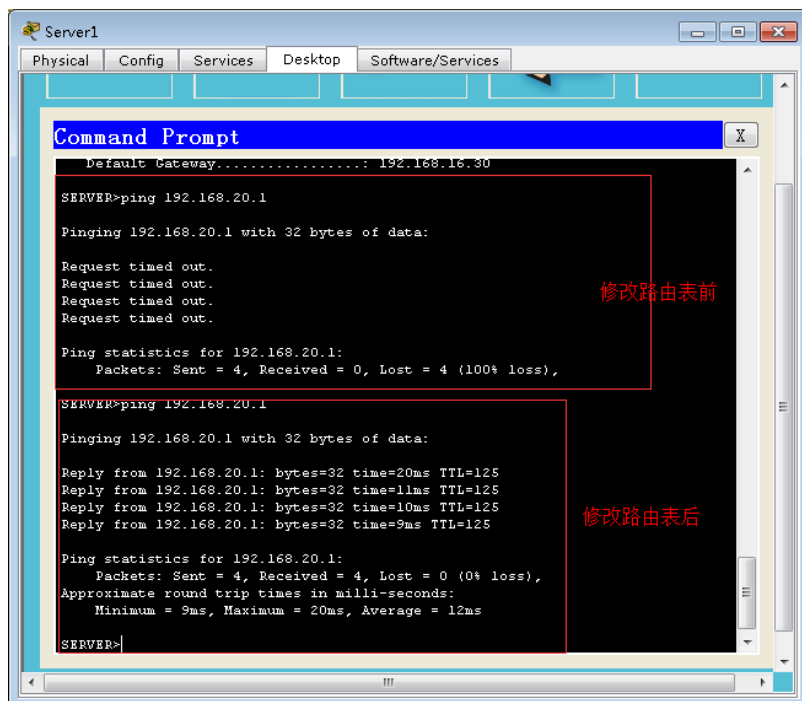 Server1
Physical Config Services Desktop Software/Services
Command Prompt X
Default Gateway.................: 192.168.16.30
SERVER>ping 192.168.20.1
Pinging 192.168.20.1 with 32 bytes of data:
Request timed out.
Request timed out.
Request timed out.
Request timed out.
修改路由表前
Ping statistics for 192.168.20.1:
Packets: Sent = 4, Received = 0, Lost = 4 (100% loss),
SERVER>ping 192.168.20.1
Pinging 192.168.20.1 with 32 bytes of data:
Reply from 192.168.20.1: bytes=32 time=20ms TTL=125
Reply from 192.168.20.1: bytes=32 time=11ms TTL=125
Reply from 192.168.20.1: bytes=32 time=10ms TTL=125
Reply from 192.168.20.1: bytes=32 time=9ms TTL=125
修改路由表后
Ping statistics for 192.168.20.1:
Packets: Sent = 4, Received = 4, Lost = 0 (0% loss),
Approximate round trip times in milli-seconds:
Minimum = 9ms, Maximum = 20ms, Average = 12ms
SERVER>